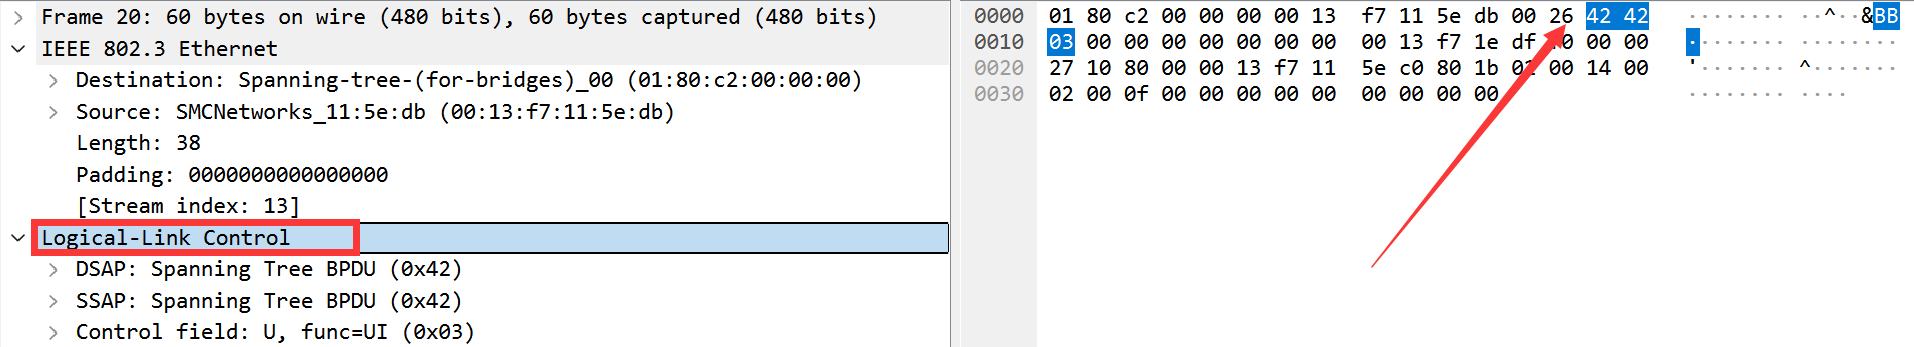 Frame 20: 60 bytes on wire (480 bits), 60 bytes captured (480 bits)
IEEE 802.3 Ethernet
Destination: Spanning-tree-(for-bridges)_00 (01:80:c2:00:00:00)
Source: SMCNetworks_11:5e:db (00:13:f7:11:5e:db)
Length: 38
Padding: 0000000000000000
[Stream index: 13]
Logical-Link Control
DSAP: Spanning Tree BPDU (0x42)
SSAP: Spanning Tree BPDU (0x42)
Control field: U, func=UI (0x03)
0000 01 80 c2 00 00 00 00 13 f7 11 5e db 00 26 42 42 ········ ··^··&BB
0010 03 00 00 00 00 00 00 00 00 13 f7 1e df 00 00 ········ ········
0020 27 10 80 00 00 13 f7 11 5e c0 80 1b 00 14 00 '······· ^·······
0030 02 00 0f 00 00 00 00 00 00 00 00 00 ········ ····